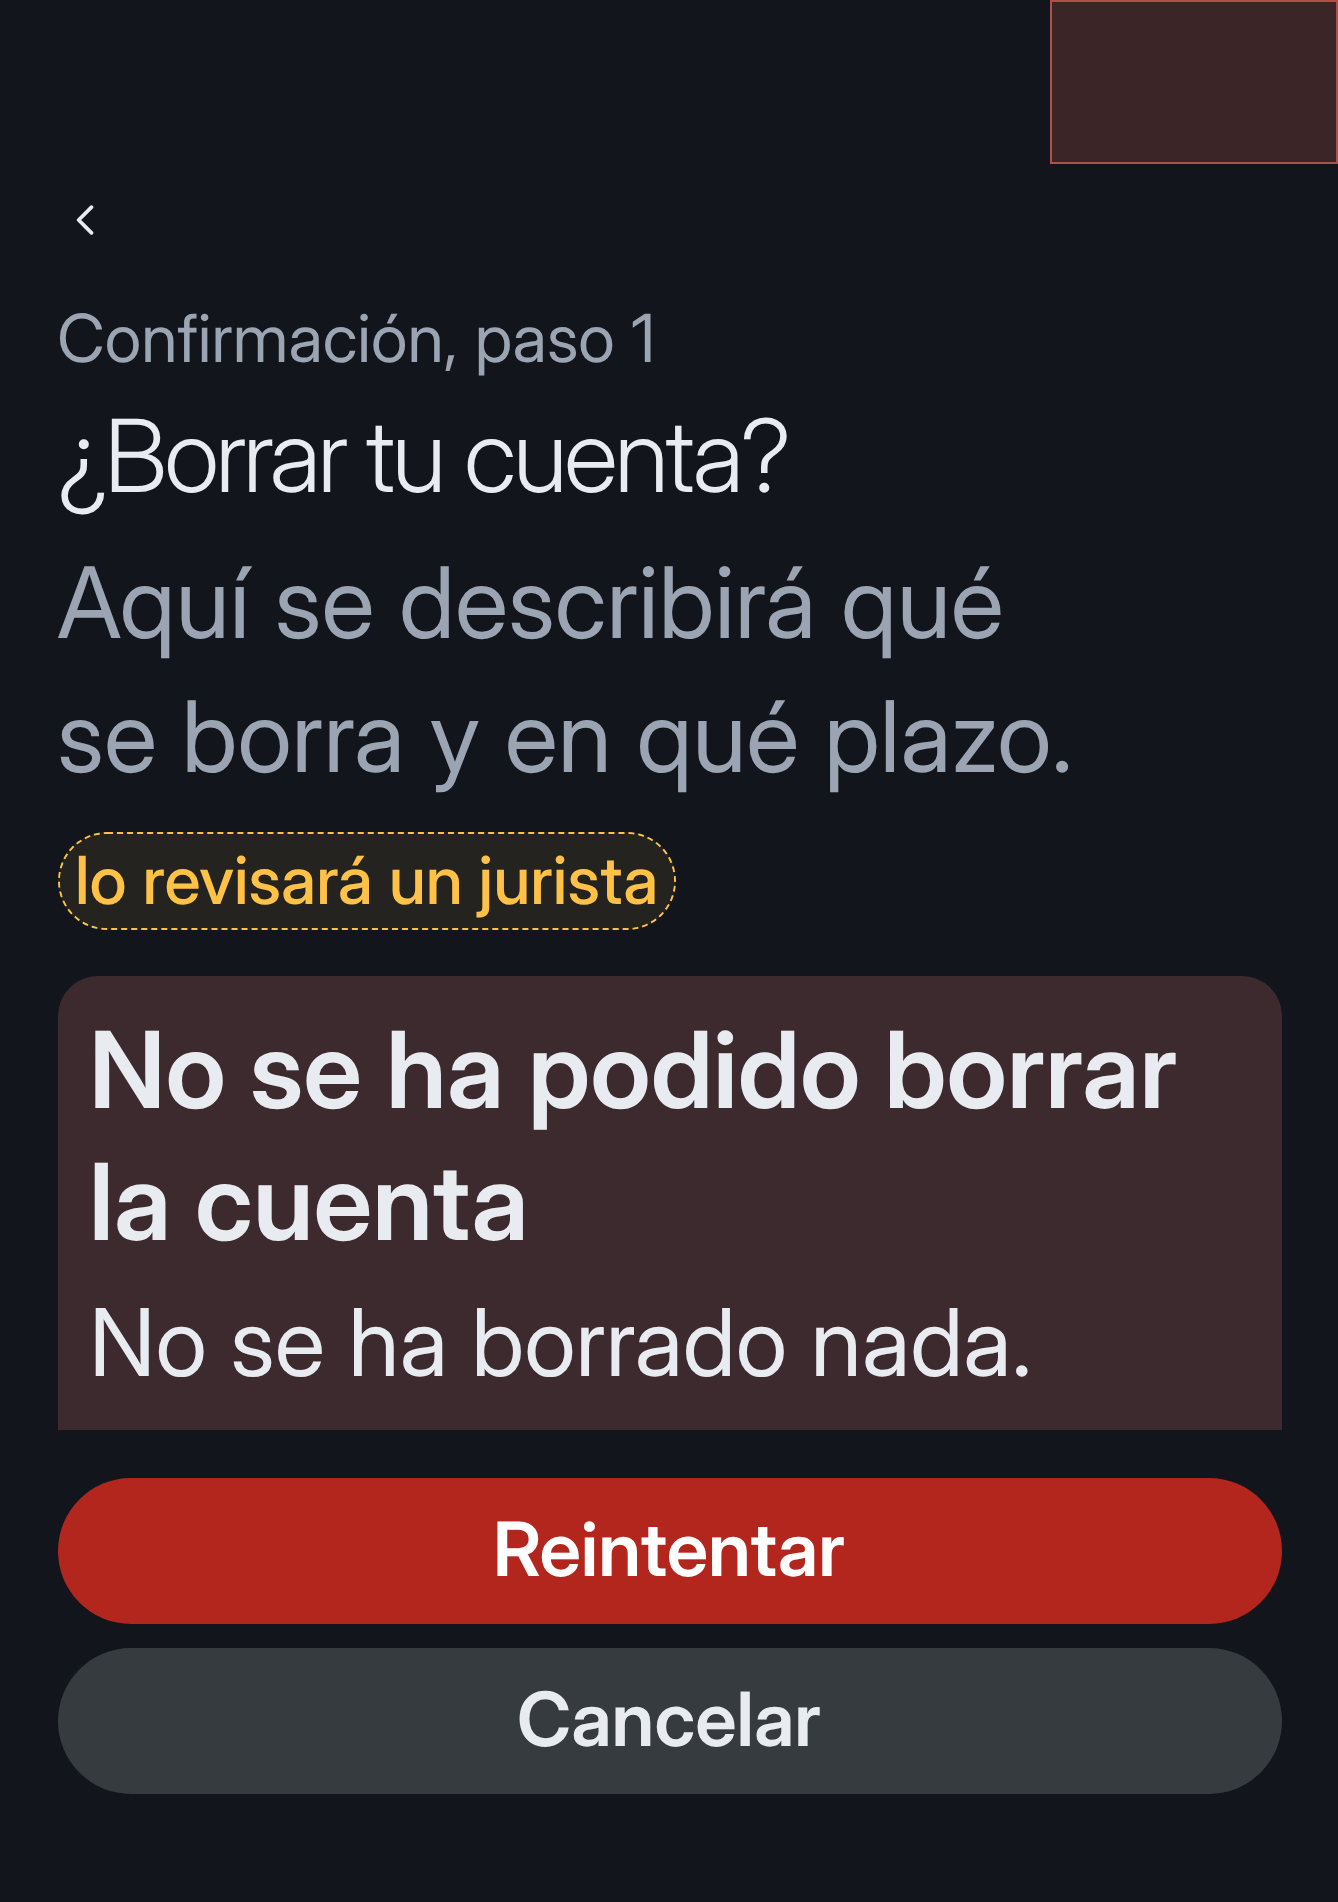 Confirmación, paso 1
¿Borrar tu cuenta?
Aquí se describirá qué
se borra y en qué plazo.
lo revisará un jurista
No se ha podido borrar
la cuenta
No se ha borrado nada.
Reintentar
Cancelar